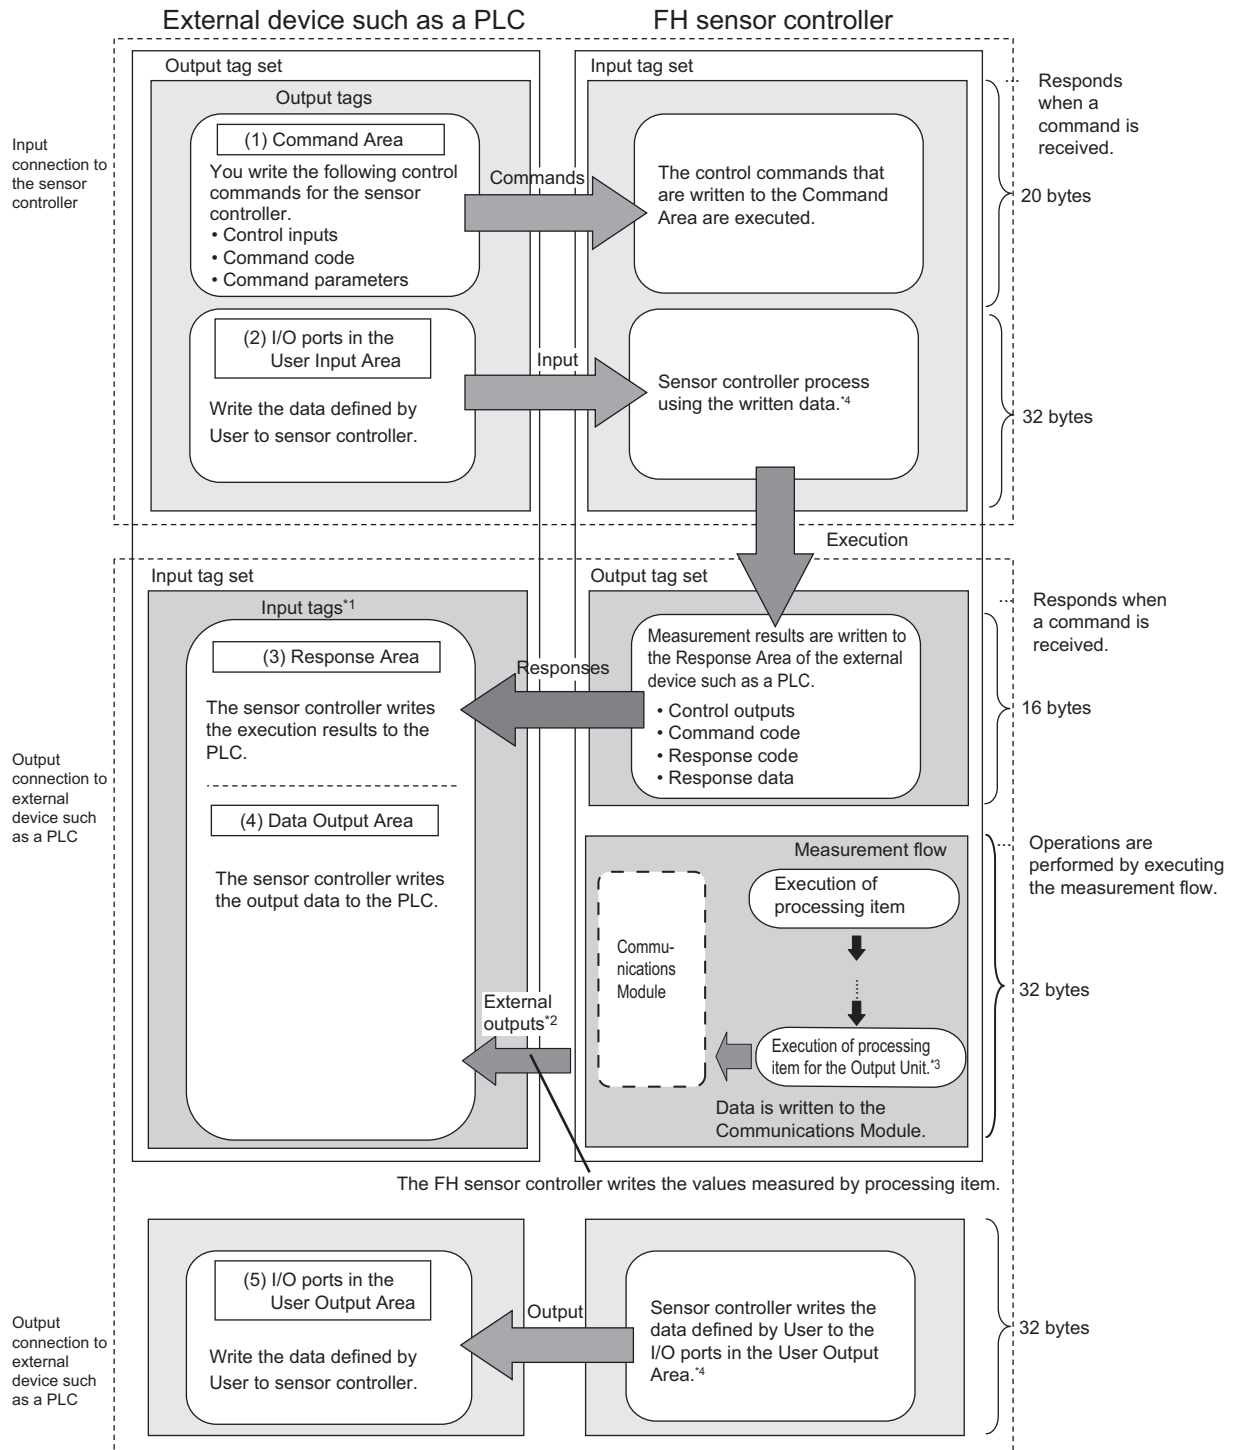 External device such as a PLC
FH sensor controller
Output tag set
Input tag set
Output tags
Input
connection to
the sensor
controller
(1) Command Area
You write the following control
commands for the sensor
controller.
• Control inputs
• Command code
• Command parameters
Commands
The control commands that
are written to the Command
Area are executed.
Responds
when a
command is
received.
20 bytes
(2) I/O ports in the
User Input Area
Write the data defined by
User to sensor controller.
Input
Sensor controller process
using the written data.*4
32 bytes
Execution
Input tag set
Output tag set
Input tags*1
Output
connection to
external
device such
as a PLC
(3) Response Area
The sensor controller writes
the execution results to the
PLC.
Responses
Measurement results are written to
the Response Area of the external
device such as a PLC.
• Control outputs
• Command code
• Response code
• Response data
Responds when
a command is
received.
16 bytes
(4) Data Output Area
The sensor controller writes
the output data to the PLC.
External
outputs*2
Measurement flow
Execution of
processing item
Commu-
nications
Module
Execution of processing
item for the Output Unit.*3
Data is written to the
Communications Module.
Operations are
performed by executing
the measurement flow.
32 bytes
The FH sensor controller writes the values measured by processing item.
Output
connection to
external
device such
as a PLC
(5) I/O ports in the
User Output Area
Write the data defined by
User to sensor controller.
Output
Sensor controller writes the
data defined by User to the
I/O ports in the User Output
Area.*4
32 bytes